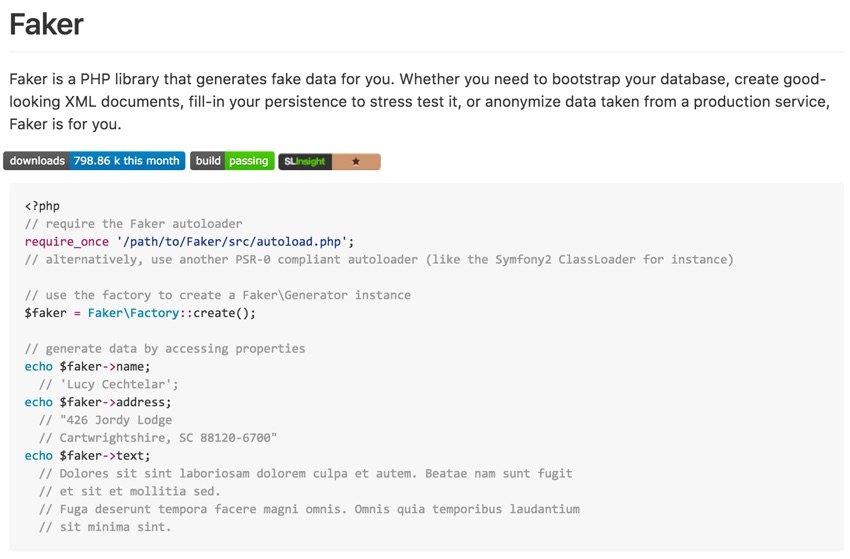 Faker
Faker is a PHP library that generates fake data for you. Whether you need to bootstrap your database, create good-
looking XML documents, fill-in your persistence to stress test it, or anonymize data taken from a production service,
Faker is for you.
downloads 798.86 k this month build passing SLInsight ★
<?php
// require the Faker autoloader
require_once '/path/to/Faker/src/autoload.php';
// alternatively, use another PSR-0 compliant autoloader (like the Symfony2 ClassLoader for instance)
// use the factory to create a Faker\Generator instance
$faker = Faker\Factory::create();
// generate data by accessing properties
echo $faker->name;
// 'Lucy Cechtelar';
echo $faker->address;
// "426 Jordy Lodge
// Cartwrightshire, SC 88120-6700"
echo $faker->text;
// Dolores sit sint laboriosam dolorem culpa et autem. Beatae nam sunt fugit
// et sit et mollitia sed.
// Fuga deserunt tempora facere magni omnis. Omnis quia temporibus laudantium
// sit minima sint.